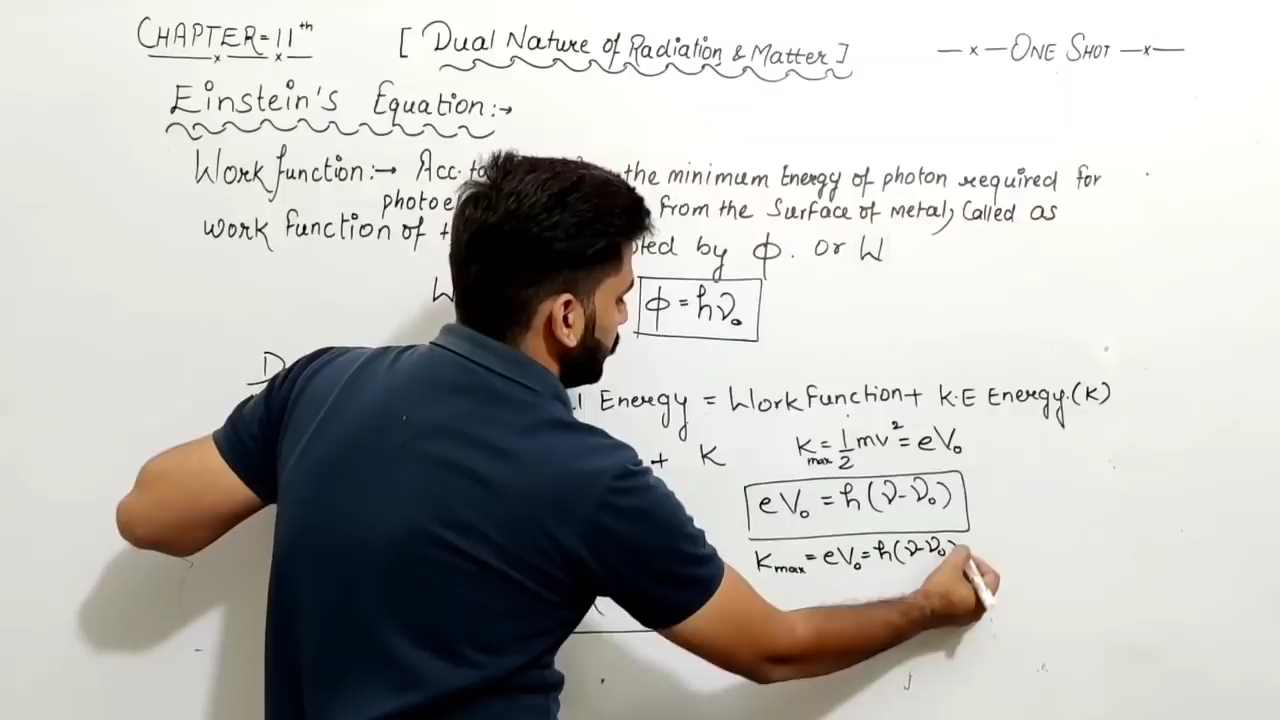 CHAPTER-11th [ Dual Nature of Radiation & Matter ] —x— ONE SHOT —x—
Einstein's Equation:→
Work function:→ Acc. to the minimum Energy of photon required for
from the Surface of metal, Called as
work function of by ϕ. or W
ϕ = hν₀
Energy = Work Function + K.E Energy.(K)
+ K K max = 1/2 mv² = eV₀
eV₀ = h(ν-ν₀)
Kmax = eV₀ = h(ν-ν₀)